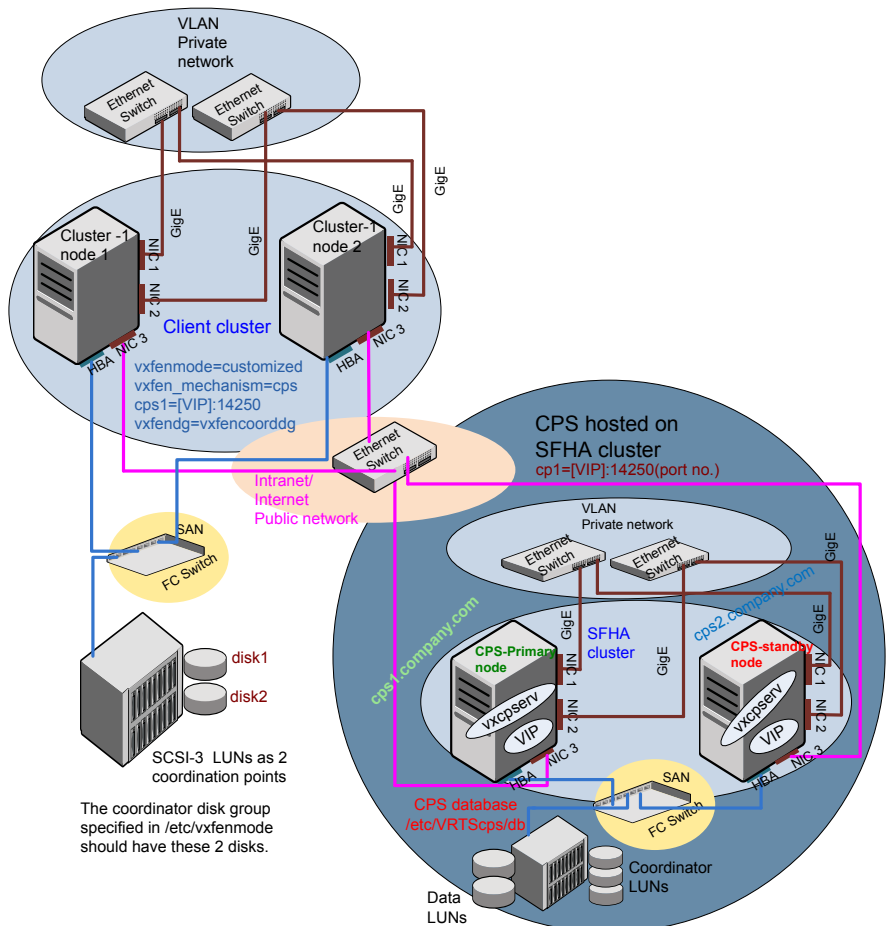 VLAN
Private
network
Ethernet
Switch
Ethernet
Switch
GigE
GigE
GigE
GigE
Cluster -1
node 1
NIC 1
NIC 2
HBA
NIC 3
Cluster-1
node 2
NIC 1
NIC 2
HBA
NIC 3
Client cluster
vxfenmode=customized
vxfen_mechanism=cps
cps1=[VIP]:14250
vxfendg=vxfencoorddg
Ethernet
Switch
Intranet/
Internet
Public network
SAN
FC Switch
disk1
disk2
SCSI-3 LUNs as 2
coordination points
The coordinator disk group
specified in /etc/vxfenmode
should have these 2 disks.
CPS hosted on
SFHA cluster
cp1=[VIP]:14250(port no.)
VLAN
Private network
Ethernet
Switch
Ethernet
Switch
GigE
GigE
GigE
GigE
cps1.company.com
cps2.company.com
SFHA
cluster
CPS-Primary
node
vxcpserv
VIP
NIC 1
NIC 2
HBA
NIC 3
CPS-standby
node
vxcpserv
VIP
NIC 1
NIC 2
HBA
NIC 3
SAN
FC Switch
CPS database
/etc/VRTScps/db
Data
LUNs
Coordinator
LUNs